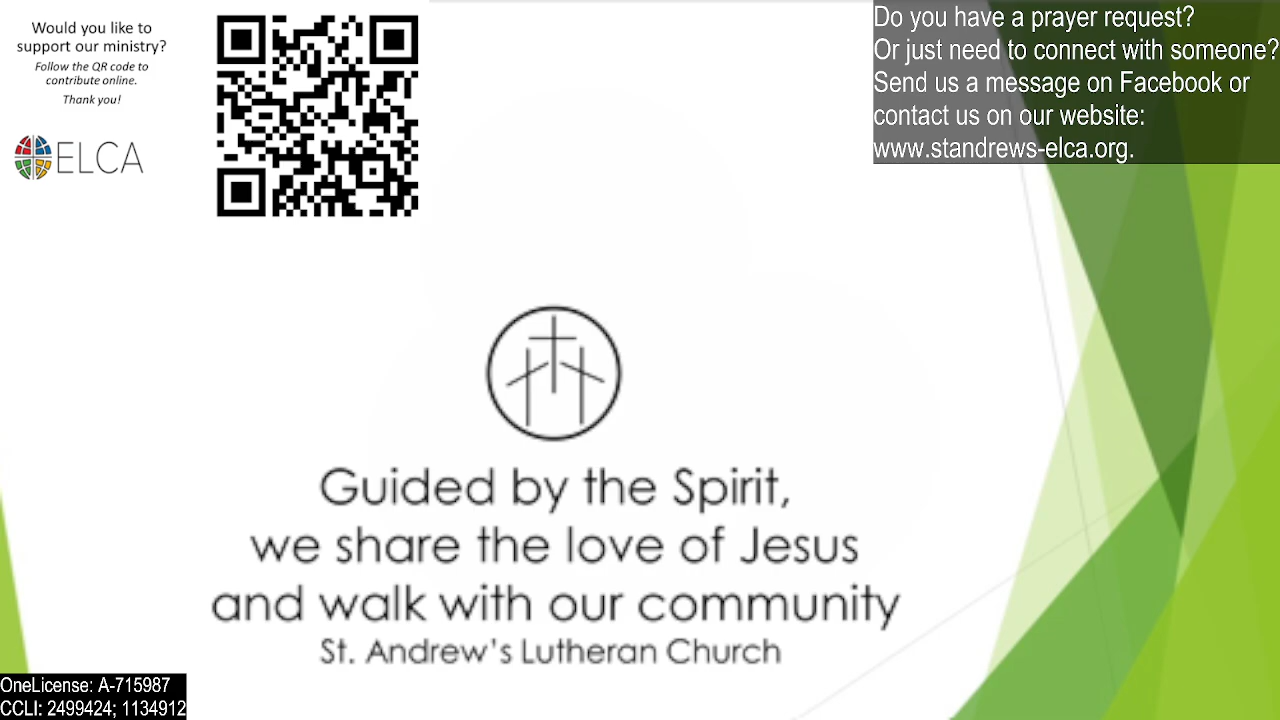 Would you like to
support our ministry?
Follow the QR code to
contribute online.
Thank you!
ELCA
Do you have a prayer request?
Or just need to connect with someone?
Send us a message on Facebook or
contact us on our website:
www.standrews-elca.org.
Guided by the Spirit,
we share the love of Jesus
and walk with our community
St. Andrew's Lutheran Church
OneLicense: A-715987
CCLI: 2499424; 1134912